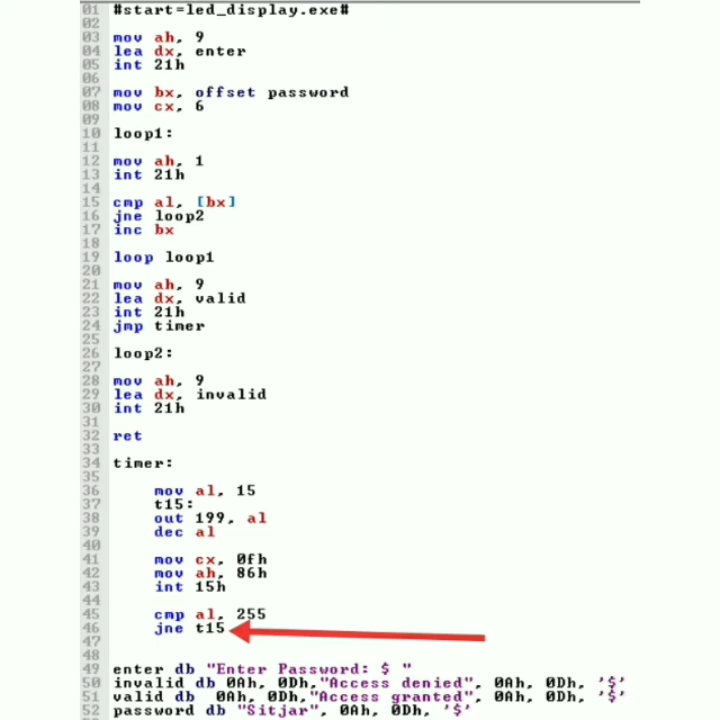 01 #start=led_display.exe#
02
03 mov ah, 9
04 lea dx, enter
05 int 21h
06
07 mov bx, offset password
08 mov cx, 6
09
10 loop1:
11
12 mov ah, 1
13 int 21h
14
15 cmp al, [bx]
16 jne loop2
17 inc bx
18
19 loop loop1
20
21 mov ah, 9
22 lea dx, valid
23 int 21h
24 jmp timer
25
26 loop2:
27
28 mov ah, 9
29 lea dx, invalid
30 int 21h
31
32 ret
33
34 timer:
35
36 mov al, 15
37 t15:
38 out 199, al
39 dec al
40
41 mov cx, 0fh
42 mov ah, 86h
43 int 15h
44
45 cmp al, 255
46 jne t15
47
48
49 enter db "Enter Password: $ "
50 invalid db 0Ah, 0Dh,"Access denied", 0Ah, 0Dh, '$'
51 valid db 0Ah, 0Dh,"Access granted", 0Ah, 0Dh, '$'
52 password db "Sitjar", 0Ah, 0Dh, '$'